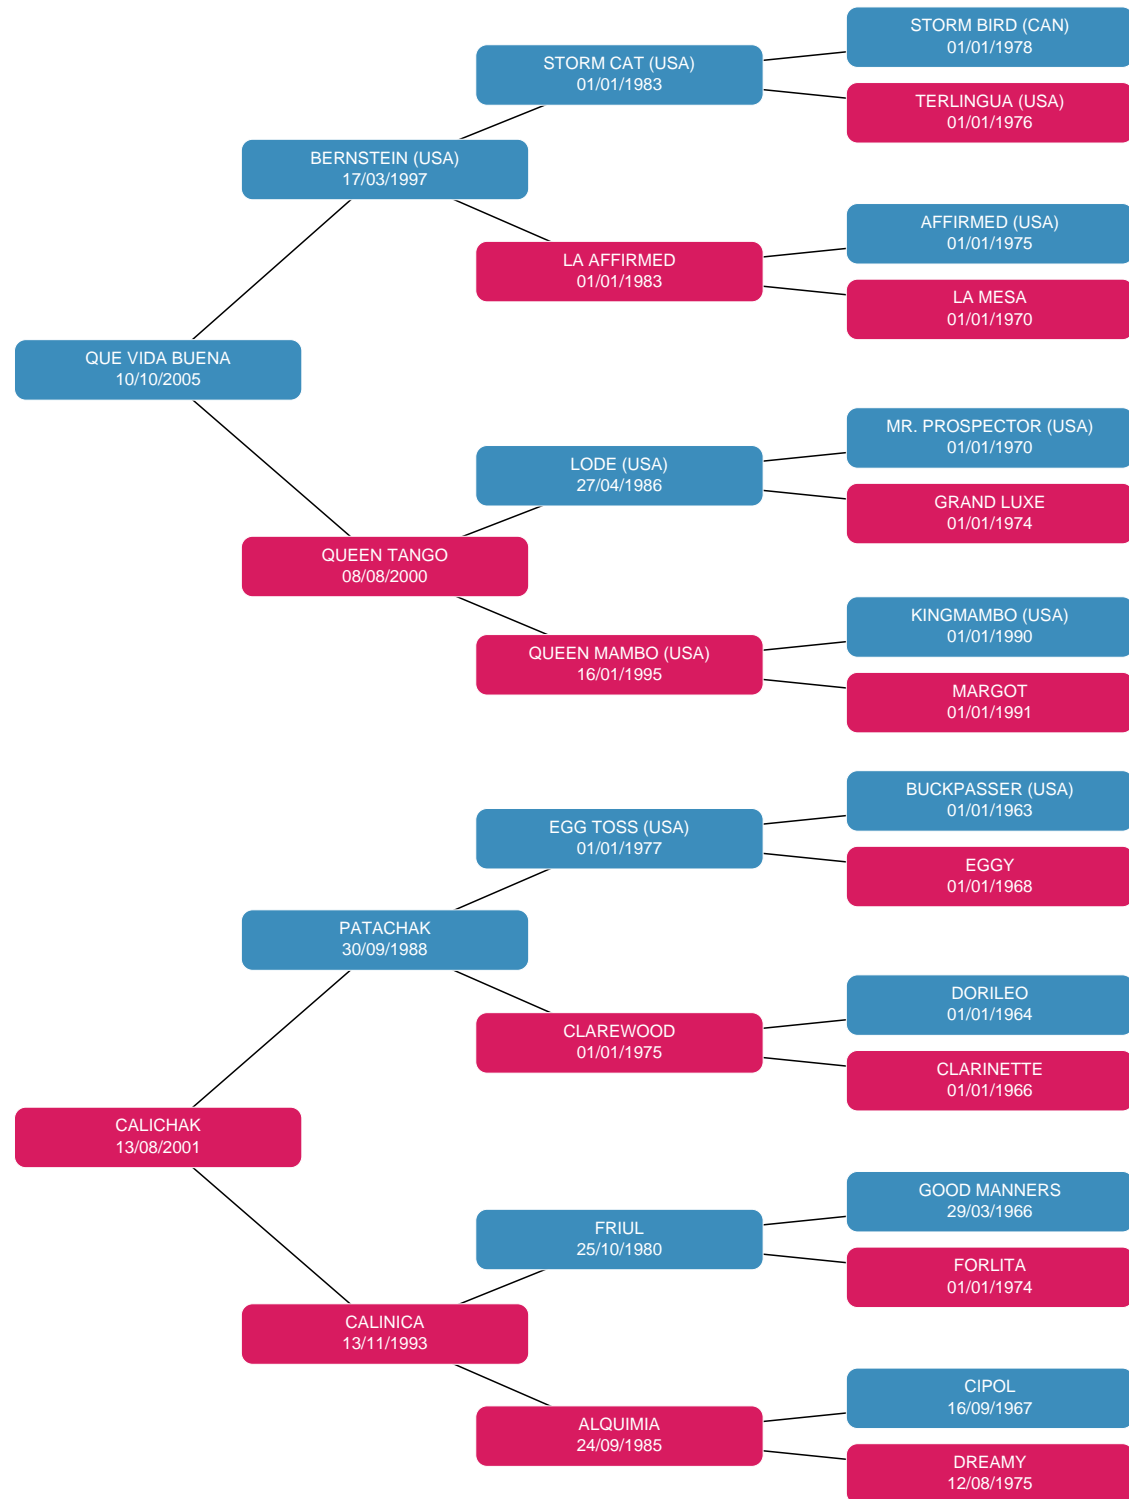 STORM BIRD (CAN)
01/01/1978
STORM CAT (USA)
01/01/1983
TERLINGUA (USA)
01/01/1976
BERNSTEIN (USA)
17/03/1997
AFFIRMED (USA)
01/01/1975
LA AFFIRMED
01/01/1983
LA MESA
01/01/1970
QUE VIDA BUENA
10/10/2005
MR. PROSPECTOR (USA)
01/01/1970
LODE (USA)
27/04/1986
GRAND LUXE
01/01/1974
QUEEN TANGO
08/08/2000
KINGMAMBO (USA)
01/01/1990
QUEEN MAMBO (USA)
16/01/1995
MARGOT
01/01/1991
BUCKPASSER (USA)
01/01/1963
EGG TOSS (USA)
01/01/1977
EGGY
01/01/1968
PATACHAK
30/09/1988
DORILEO
01/01/1964
CLAREWOOD
01/01/1975
CLARINETTE
01/01/1966
CALICHAK
13/08/2001
GOOD MANNERS
29/03/1966
FRIUL
25/10/1980
FORLITA
01/01/1974
CALINICA
13/11/1993
CIPOL
16/09/1967
ALQUIMIA
24/09/1985
DREAMY
12/08/1975